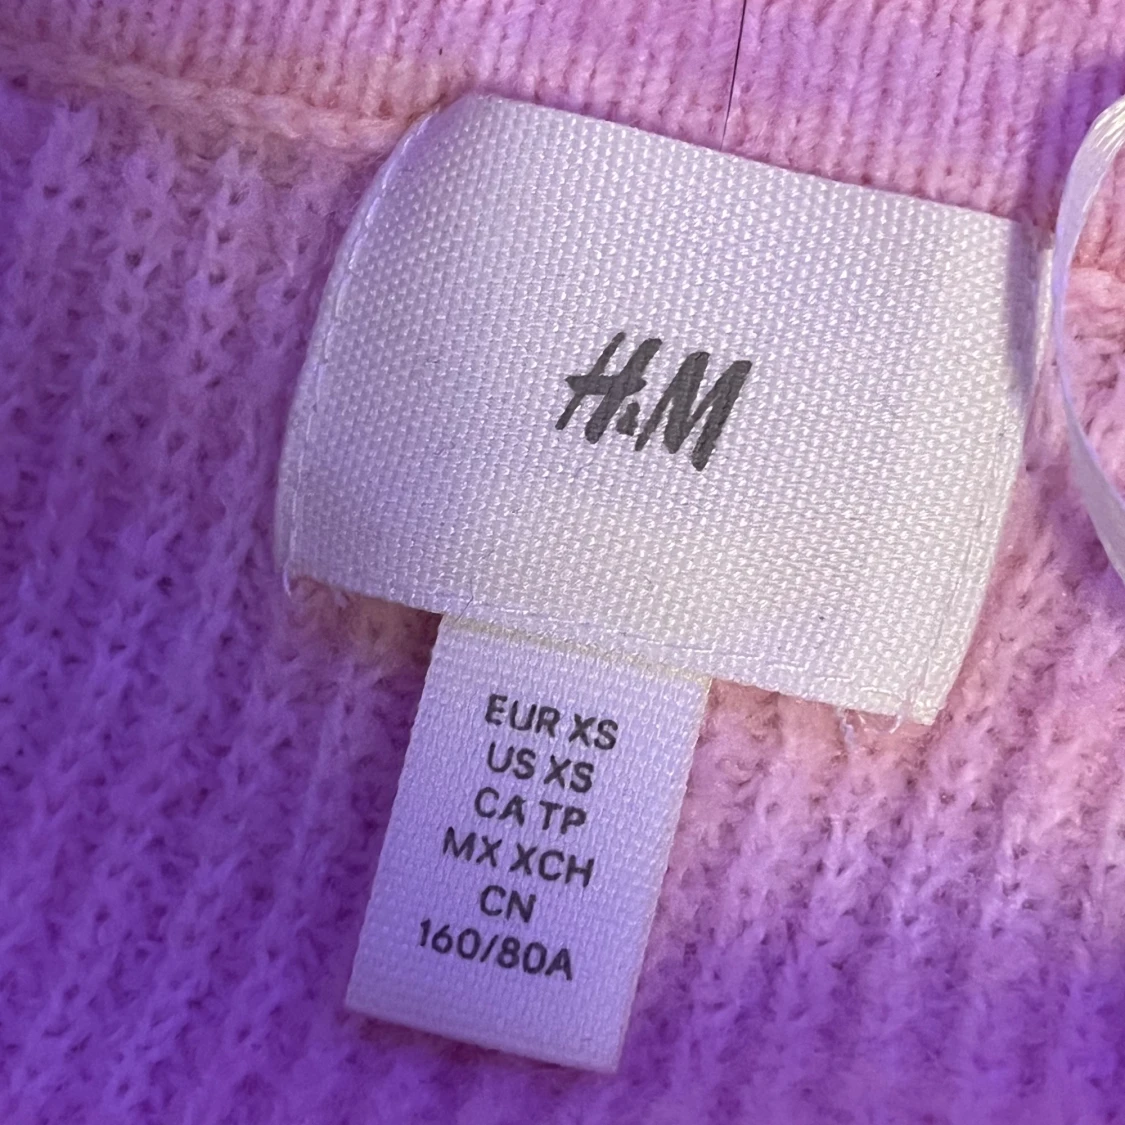 H&M
EUR XS
US XS
CA TP
MX XCH
CN
160/80A